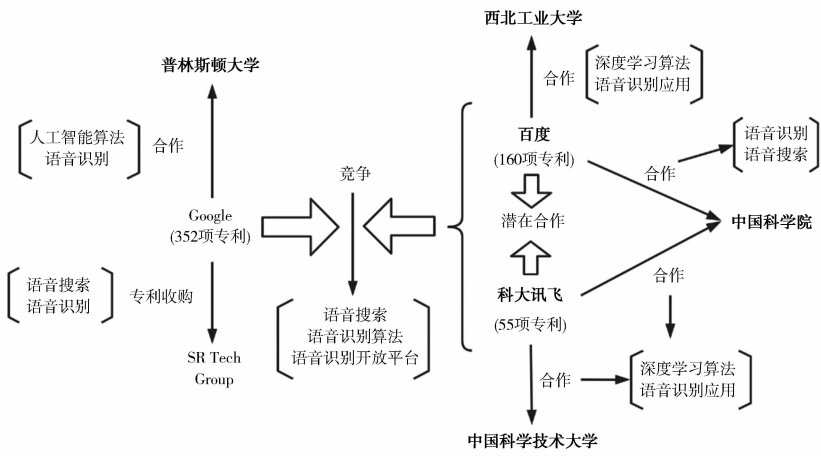 普林斯顿大学
人工智能算法
语音识别
合作
Google
(352项专利)
语音搜索
语音识别
专利收购
SR Tech
Group
竞争
语音搜索
语音识别算法
语音识别开放平台
西北工业大学
合作
深度学习算法
语音识别应用
百度
(160项专利)
潜在合作
科大讯飞
(55项专利)
合作
语音识别
语音搜索
中国科学院
合作
合作
深度学习算法
语音识别应用
中国科学技术大学